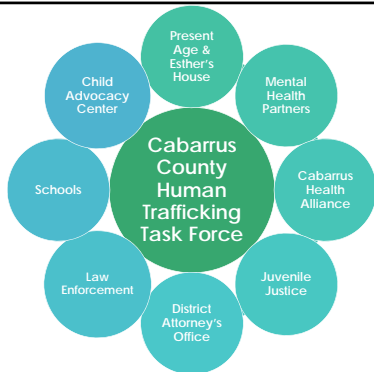 Present
Age &
Esther's
House
Child
Advocacy
Center
Mental
Health
Partners
Cabarrus
County
Human
Trafficking
Task Force
Schools
Cabarrus
Health
Alliance
Law
Enforcement
Juvenile
Justice
District
Attorney's
Office